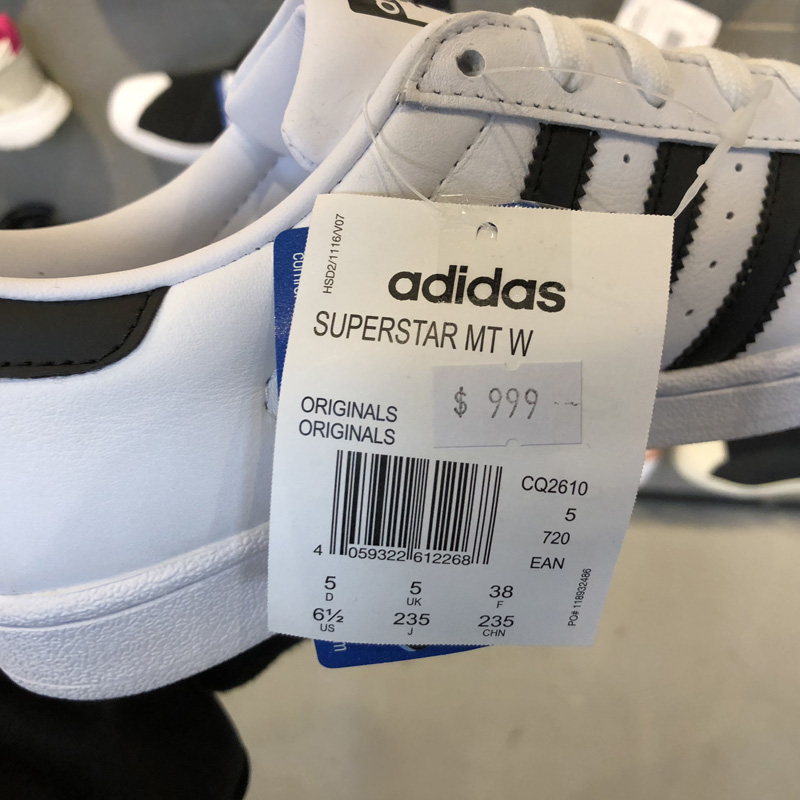 HSD2/1116/V07
adidas
SUPERSTAR MT W
$ 999
ORIGINALS
ORIGINALS
CQ2610
5
720
EAN
4 059322 612268
5 5 38
D UK F
6½ 235 235
US J CHN
PO# 118932486